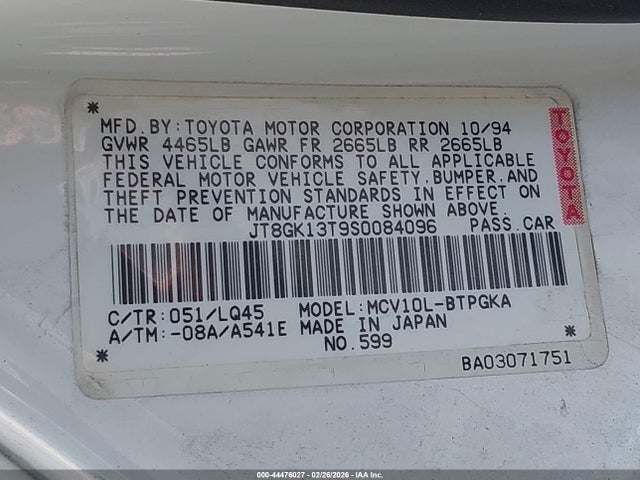 MFD. BY: TOYOTA MOTOR CORPORATION 10/94
GVWR 4465LB GAWR FR 2665LB RR 2665LB
THIS VEHICLE CONFORMS TO ALL APPLICABLE
FEDERAL MOTOR VEHICLE SAFETY, BUMPER, AND
THEFT PREVENTION STANDARDS IN EFFECT ON
THE DATE OF MANUFACTURE SHOWN ABOVE.
JT8GK13T9S0084096 PASS. CAR
TOYOTA
C/TR: 051/LQ45 MODEL: MCV10L-BTPGKA
A/TM: -08A/A541E MADE IN JAPAN
NO. 599
BA03071751
000-44476027 - 02/26/2026 - IAA Inc.